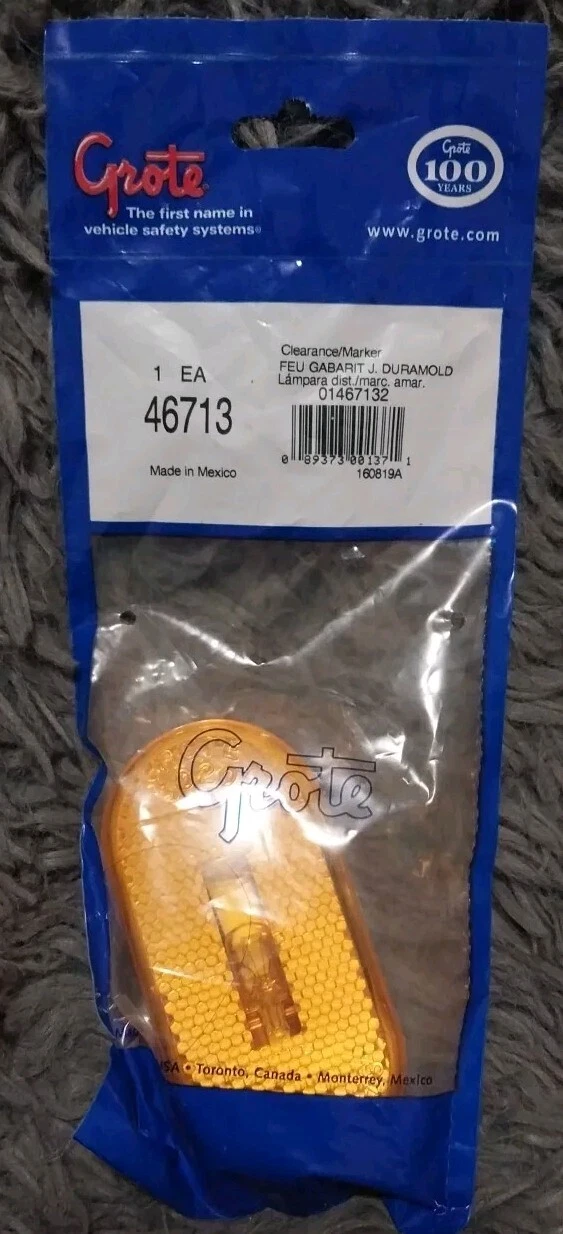 Grote
The first name in
vehicle safety systems®
Grote
100
YEARS
www.grote.com
1 EA
46713
Made in Mexico
Clearance/Marker
FEU GABARIT J. DURAMOLD
Lámpara dist./marc. amar.
01467132
0 89373 00137 1
160819A
Grote
USA • Toronto, Canada • Monterrey, Mexico